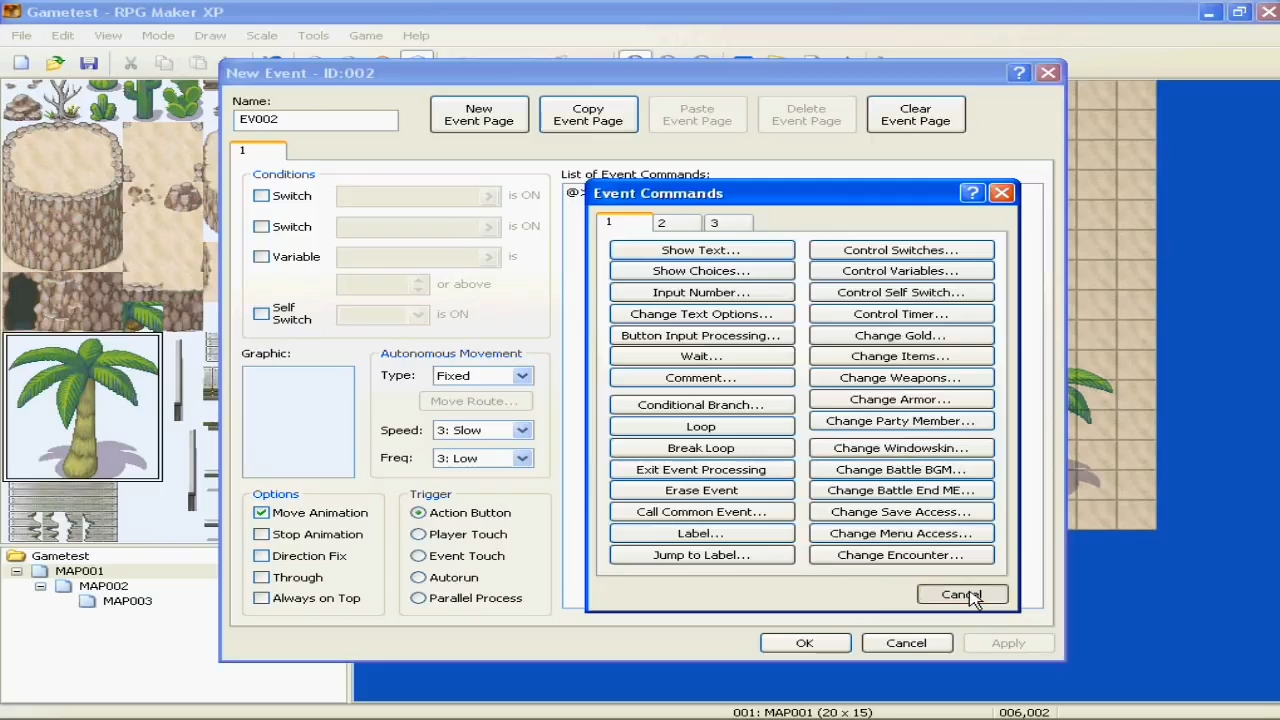 Gametest - RPG Maker XP
File Edit View Mode Draw Scale Tools Game Help
New Event - ID:002
Name:
EV002
New Event Page
Copy Event Page
Paste Event Page
Delete Event Page
Clear Event Page
1
Conditions
Switch is ON
Switch is ON
Variable is
or above
Self Switch is ON
Graphic:
Autonomous Movement
Type: Fixed
Move Route...
Speed: 3: Slow
Freq: 3: Low
Options
Move Animation
Stop Animation
Direction Fix
Through
Always on Top
Trigger
Action Button
Player Touch
Event Touch
Autorun
Parallel Process
List of Event Commands:
@>
Event Commands
1 2 3
Show Text...
Show Choices...
Input Number...
Change Text Options...
Button Input Processing...
Wait...
Comment...
Conditional Branch...
Loop
Break Loop
Exit Event Processing
Erase Event
Call Common Event...
Label...
Jump to Label...
Control Switches...
Control Variables...
Control Self Switch...
Control Timer...
Change Gold...
Change Items...
Change Weapons...
Change Armor...
Change Party Member...
Change Windowskin...
Change Battle BGM...
Change Battle End ME...
Change Save Access...
Change Menu Access...
Change Encounter...
Cancel
OK Cancel Apply
Gametest
MAP001
MAP002
MAP003
001: MAP001 (20 x 15) 006,002